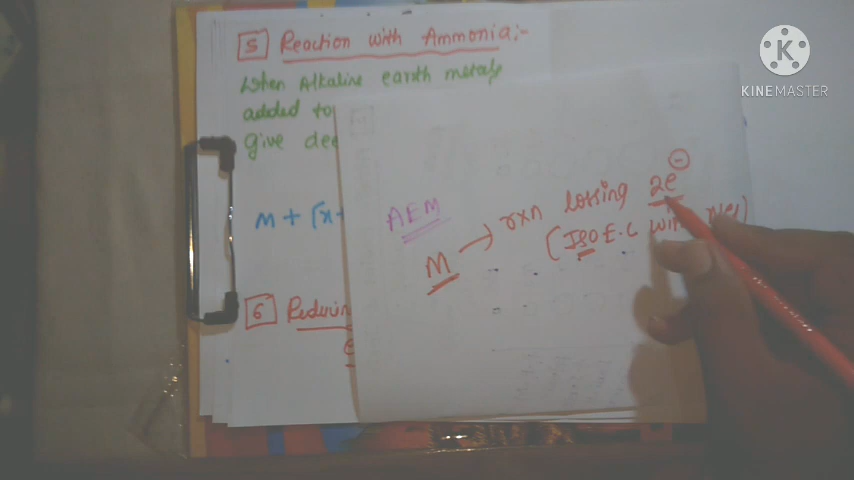 5 Reaction with Ammonia:-
When Alkaline earth metals
added to
give dee
M + (x+
6 Reducin
AEM
M → rxn lossing 2e⊖
(ISO E.C with
K
KINEMASTER